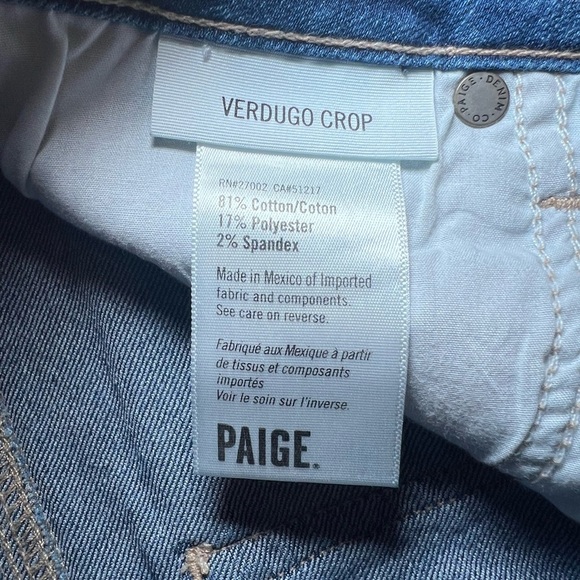 VERDUGO CROP
PAIGE·DENIM·CO·
RN#27002 CA#51217
81% Cotton/Coton
17% Polyester
2% Spandex
Made in Mexico of Imported
fabric and components.
See care on reverse.
Fabriqué aux Mexique à partir
de tissus et composants
importés
Voir le soin sur l'inverse.
PAIGE®